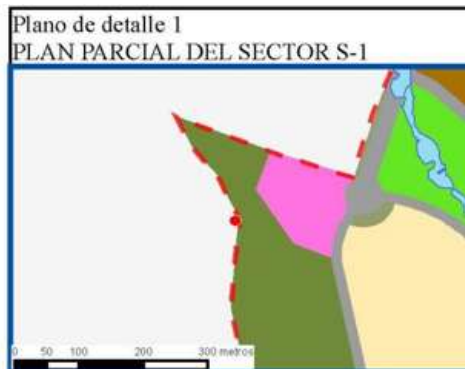 Plano de detalle 1
PLAN PARCIAL DEL SECTOR S-1
0 50 100 200 300 metros